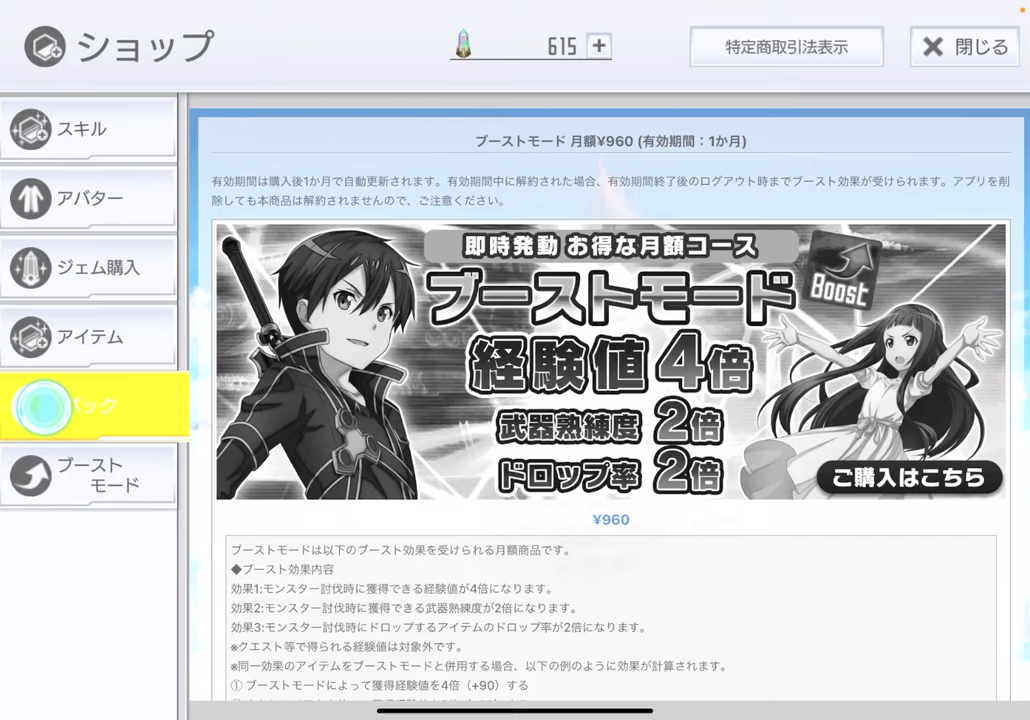 ショップ
615
特定商取引法表示
閉じる
スキル
アバター
ジェム購入
アイテム
パック
ブースト
モード
ブーストモード 月額¥960 (有効期間：1か月)
有効期間は購入後1か月で自動更新されます。有効期間中に解約された場合、有効期間終了後のログアウト時までブースト効果が受けられます。アプリを削
除しても本商品は解約されませんので、ご注意ください。
即時発動 お得な月額コース
Boost
ブーストモード
経験値 4倍
武器熟練度 2倍
ドロップ率 2倍
ご購入はこちら
¥960
ブーストモードは以下のブースト効果を受けられる月額商品です。
◆ブースト効果内容
効果1:モンスター討伐時に獲得できる経験値が4倍になります。
効果2:モンスター討伐時に獲得できる武器熟練度が2倍になります。
効果3:モンスター討伐時にドロップするアイテムのドロップ率が2倍になります。
※クエスト等で得られる経験値は対象外です。
※同一効果のアイテムをブーストモードと併用する場合、以下の例のように効果が計算されます。
① ブーストモードによって獲得経験値を4倍（+90）する